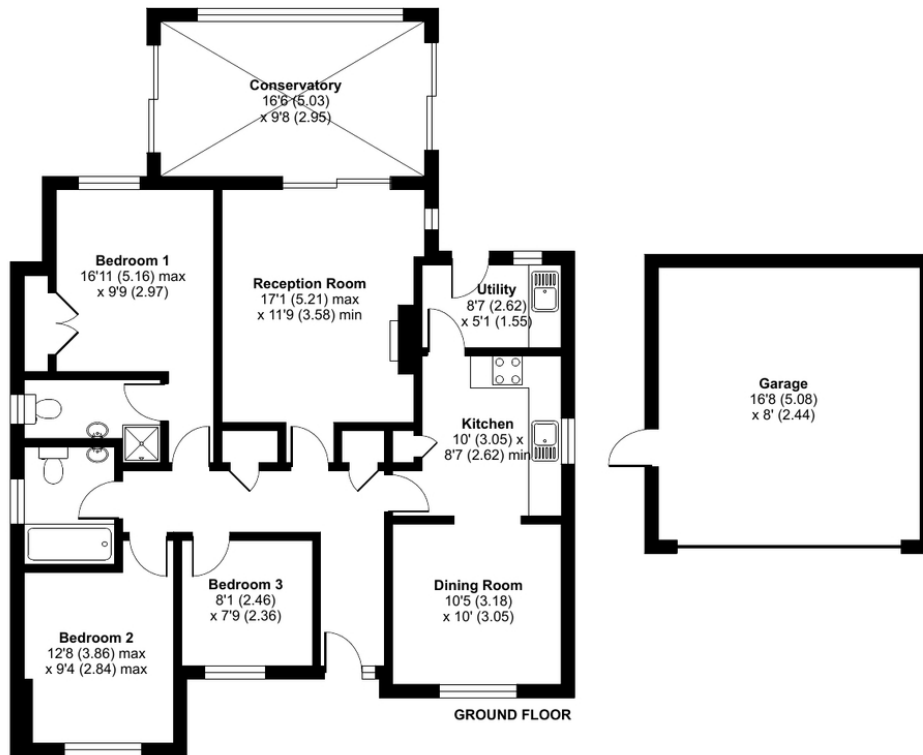 Conservatory
16'6 (5.03)
x 9'8 (2.95)
Bedroom 1
16'11 (5.16) max
x 9'9 (2.97)
Reception Room
17'1 (5.21) max
x 11'9 (3.58) min
Utility
8'7 (2.62)
x 5'1 (1.55)
Kitchen
10' (3.05) x
8'7 (2.62) min
Garage
16'8 (5.08)
x 8' (2.44)
Bedroom 3
8'1 (2.46)
x 7'9 (2.36)
Dining Room
10'5 (3.18)
x 10' (3.05)
Bedroom 2
12'8 (3.86) max
x 9'4 (2.84) max
GROUND FLOOR